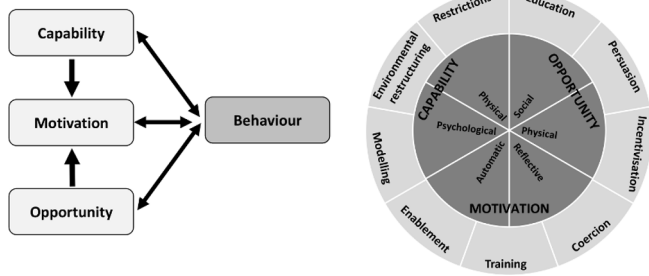 Capability
Motivation
Opportunity
Behaviour
Restrictions
Education
Persuasion
Incentivisation
Coercion
Training
Enablement
Modelling
Environmental
restructuring
CAPABILITY
OPPORTUNITY
MOTIVATION
Physical
Social
Psychological
Physical
Automatic
Reflective